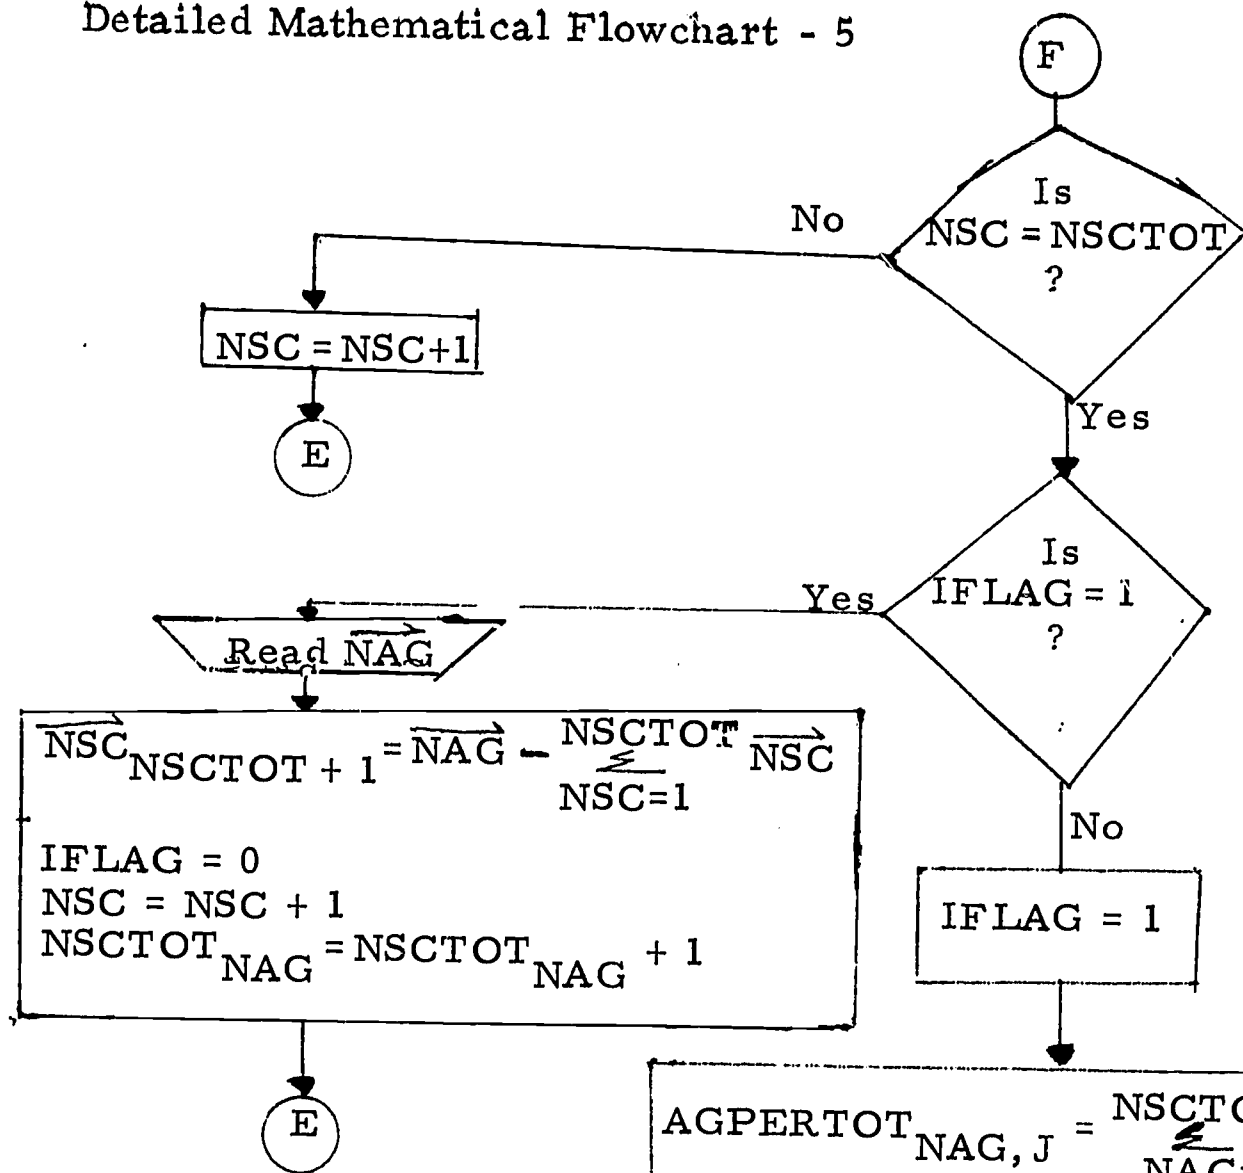 Detailed Mathematical Flowchart - 5
F
Is
NSC = NSCTOT
?
No
NSC = NSC+1
E
Yes
Is
IFLAG = 1
?
Yes
Read NAG
NSC NSCTOT + 1 = NAG - NSCTOT Σ NSC=1 NSC
IFLAG = 0
NSC = NSC + 1
NSCTOT NAG = NSCTOT NAG + 1
E
No
IFLAG = 1
AGPERTOT NAG, J = Σ